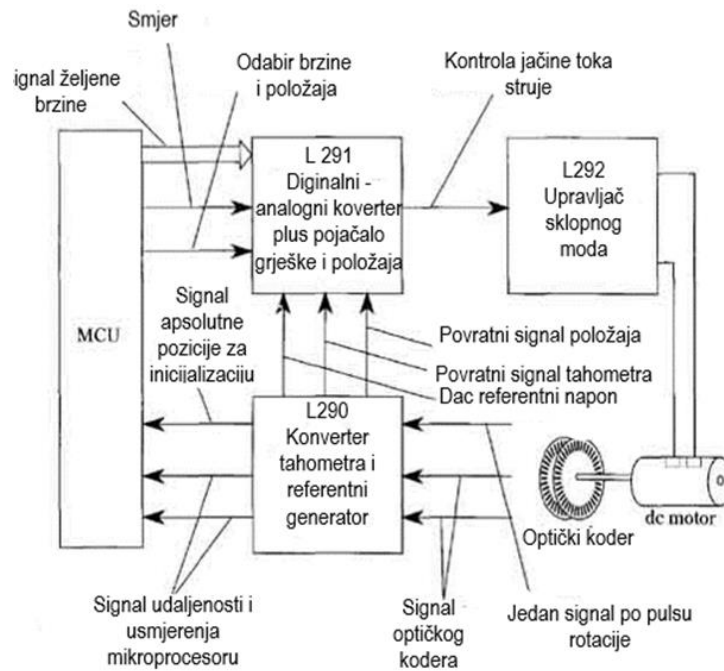 Smjer
ignal željene
brzine
Odabir brzine
i položaja
Kontrola jačine toka
struje
L 291
Diginalni -
analogni koverter
plus pojačalo
grješke i položaja
L292
Upravljač
sklopnog
moda
MCU
Signal
apsolutne
pozicije za
inicijalizaciju
Povratni signal položaja
Povratni signal tahometra
Dac referentni napon
L290
Konverter
tahometra i
referentni
generator
Optički koder
dc motor
Signal udaljenosti i
usmjerenja
mikroprocesoru
Signal
optičkog
kodera
Jedan signal po pulsu
rotacije